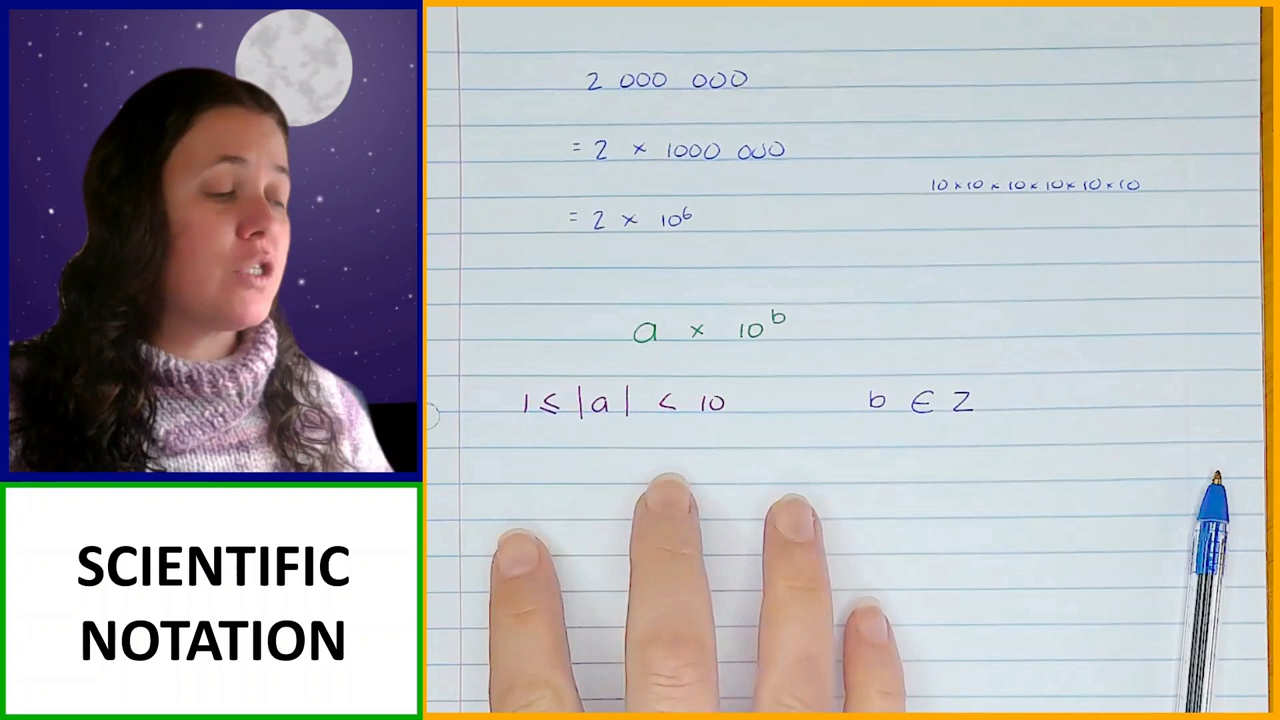 SCIENTIFIC
NOTATION
2 000 000
= 2 × 1000 000
10 × 10 × 10 × 10 × 10 × 10
= 2 × 10⁶
a × 10ᵇ
1 ≤ |a| < 10
b ∈ Z